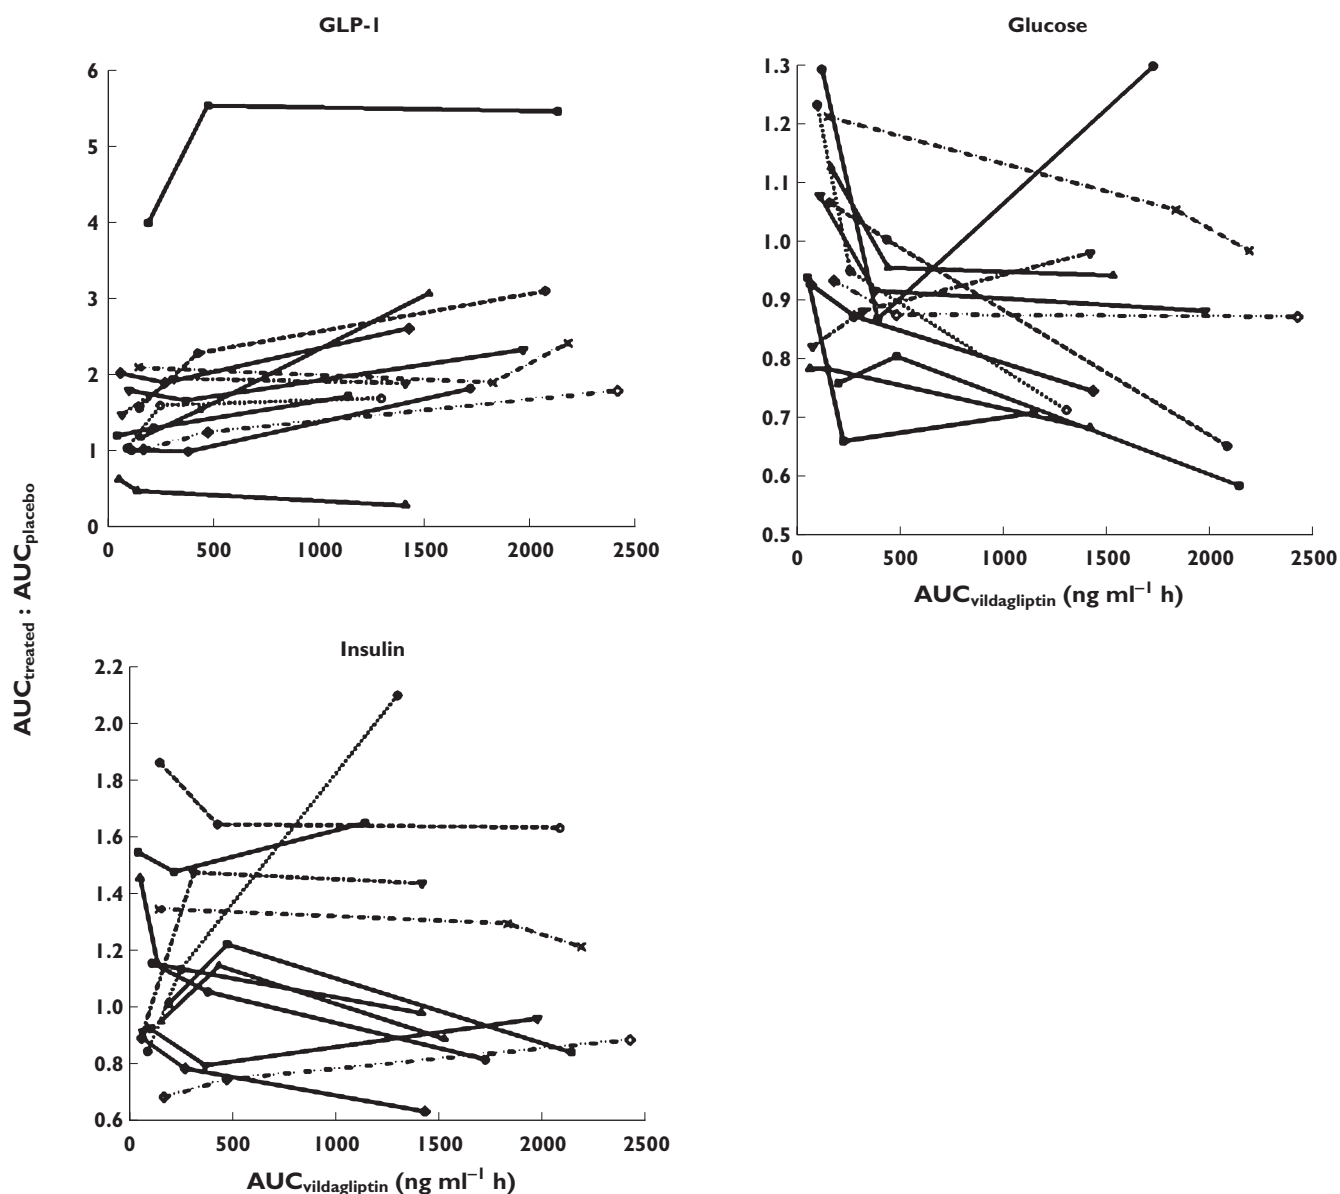 GLP-1
6
5
4
3
2
1
0
0 500 1000 1500 2000 2500
Glucose
1.3
1.2
1.1
1.0
0.9
0.8
0.7
0.6
0.5
0 500 1000 1500 2000 2500
AUCvildagliptin (ng ml–1 h)
AUCtreated : AUCplacebo
Insulin
2.2
2.0
1.8
1.6
1.4
1.2
1.0
0.8
0.6
0 500 1000 1500 2000 2500
AUCvildagliptin (ng ml–1 h)